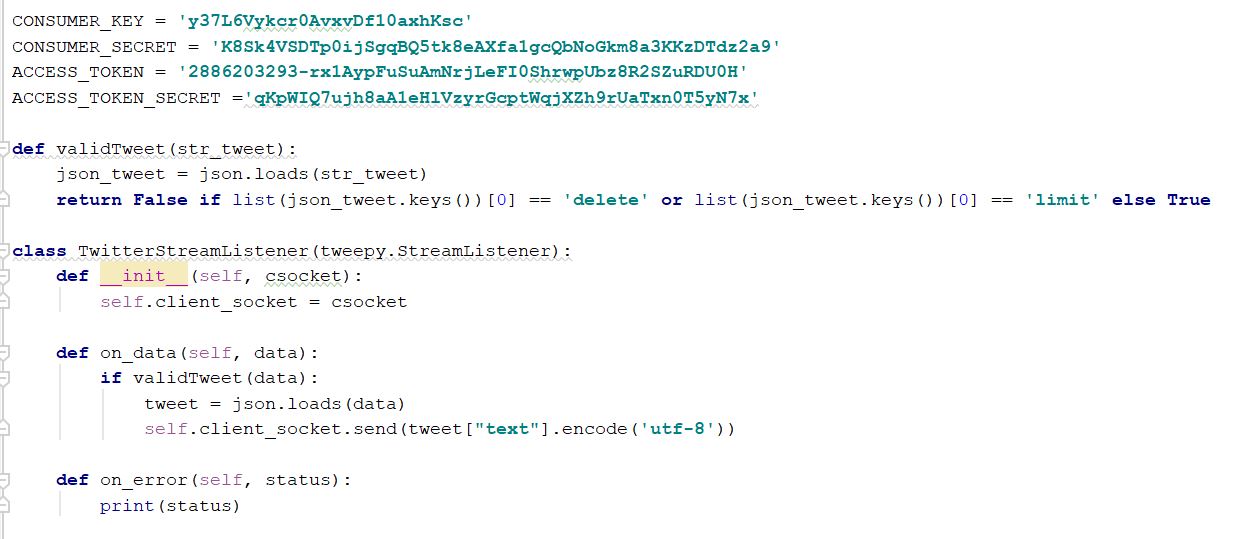 CONSUMER_KEY = 'y37L6Vykcr0AvxvDf10axhKsc'
CONSUMER_SECRET = 'K8Sk4VSDTp0ijSgqBQ5tk8eAXfa1gcQbNoGkm8a3KKzDTdz2a9'
ACCESS_TOKEN = '2886203293-rx1AypFuSuAmNrjLeFI0ShrwpUbz8R2SZuRDU0H'
ACCESS_TOKEN_SECRET ='qKpWIQ7ujh8aA1eHlVzyrGcptWqjXZh9rUaTxn0T5yN7x'
def validTweet(str_tweet):
json_tweet = json.loads(str_tweet)
return False if list(json_tweet.keys())[0] == 'delete' or list(json_tweet.keys())[0] == 'limit' else True
class TwitterStreamListener(tweepy.StreamListener):
def __init__(self, csocket):
self.client_socket = csocket
def on_data(self, data):
if validTweet(data):
tweet = json.loads(data)
self.client_socket.send(tweet["text"].encode('utf-8'))
def on_error(self, status):
print(status)